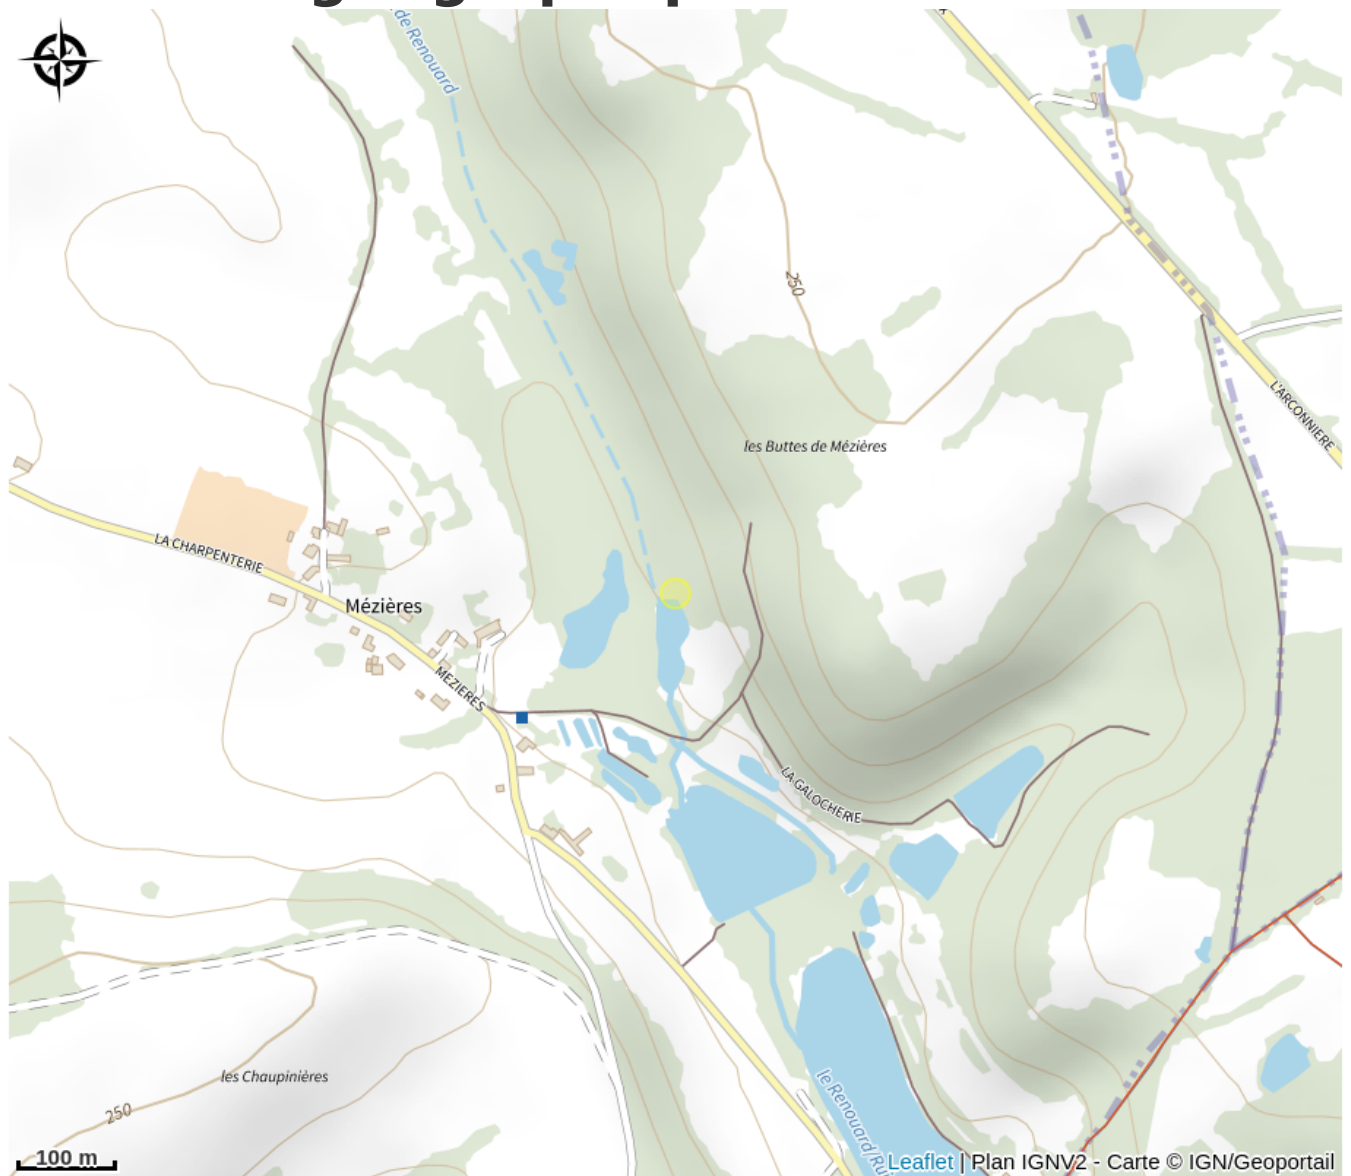 de Renouard
250
L'ARCONNIERE
les Buttes de Mézières
LA CHARPENTERIE
Mézières
MEZIERES
LA GALOCHERIE
les Chaupinières
250
le Renouard/Ru
100 m
Leaflet | Plan IGNV2 - Carte © IGN/Geoportail